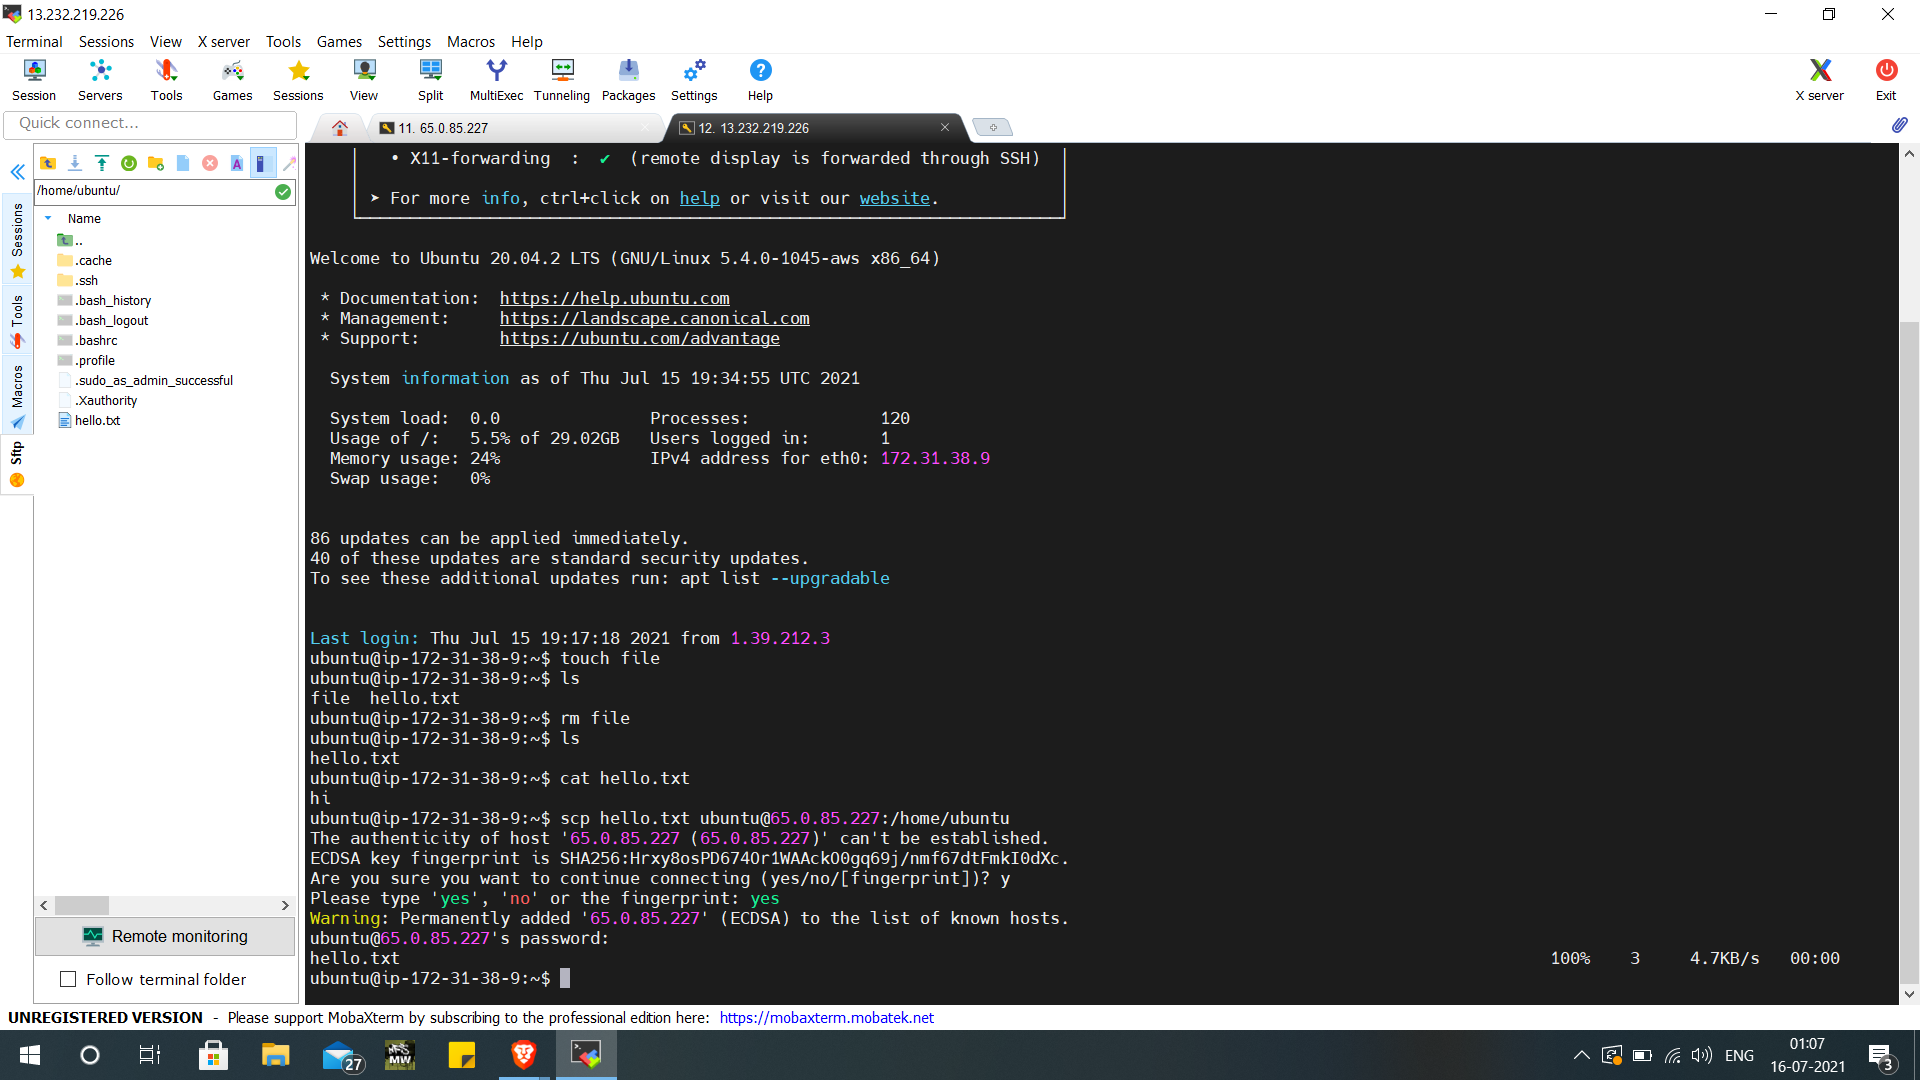 13.232.219.226
Terminal Sessions View X server Tools Games Settings Macros Help
Session Servers Tools Games Sessions View Split MultiExec Tunneling Packages Settings Help X server Exit
Quick connect...
11. 65.0.85.227
12. 13.232.219.226
/home/ubuntu/
Name
..
.cache
.ssh
.bash_history
.bash_logout
.bashrc
.profile
.sudo_as_admin_successful
.Xauthority
hello.txt
Sessions
Tools
Macros
Sftp
Remote monitoring
Follow terminal folder
• X11-forwarding : ✔ (remote display is forwarded through SSH)
➤ For more info, ctrl+click on help or visit our website.
Welcome to Ubuntu 20.04.2 LTS (GNU/Linux 5.4.0-1045-aws x86_64)
* Documentation: https://help.ubuntu.com
* Management: https://landscape.canonical.com
* Support: https://ubuntu.com/advantage
System information as of Thu Jul 15 19:34:55 UTC 2021
System load: 0.0 Processes: 120
Usage of /: 5.5% of 29.02GB Users logged in: 1
Memory usage: 24% IPv4 address for eth0: 172.31.38.9
Swap usage: 0%
86 updates can be applied immediately.
40 of these updates are standard security updates.
To see these additional updates run: apt list --upgradable
Last login: Thu Jul 15 19:17:18 2021 from 1.39.212.3
ubuntu@ip-172-31-38-9:~$ touch file
ubuntu@ip-172-31-38-9:~$ ls
file hello.txt
ubuntu@ip-172-31-38-9:~$ rm file
ubuntu@ip-172-31-38-9:~$ ls
hello.txt
ubuntu@ip-172-31-38-9:~$ cat hello.txt
hi
ubuntu@ip-172-31-38-9:~$ scp hello.txt ubuntu@65.0.85.227:/home/ubuntu
The authenticity of host '65.0.85.227 (65.0.85.227)' can't be established.
ECDSA key fingerprint is SHA256:Hrxy8osPD674Or1WAAckO0gq69j/nmf67dtFmkI0dXc.
Are you sure you want to continue connecting (yes/no/[fingerprint])? y
Please type 'yes', 'no' or the fingerprint: yes
Warning: Permanently added '65.0.85.227' (ECDSA) to the list of known hosts.
ubuntu@65.0.85.227's password:
hello.txt 100% 3 4.7KB/s 00:00
ubuntu@ip-172-31-38-9:~$
UNREGISTERED VERSION - Please support MobaXterm by subscribing to the professional edition here: https://mobaxterm.mobatek.net
27
NFS
MW
ENG
01:07
16-07-2021
3